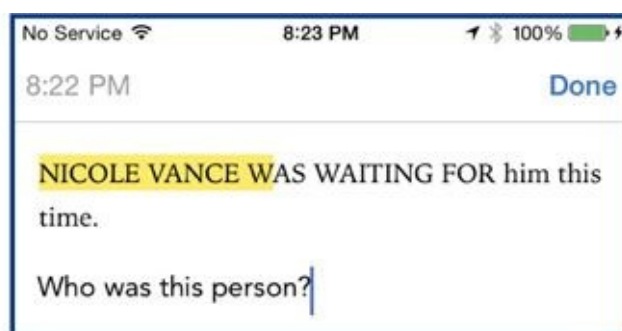 No Service 8:23 PM 100%
8:22 PM Done
NICOLE VANCE WAS WAITING FOR him this
time.
Who was this person?